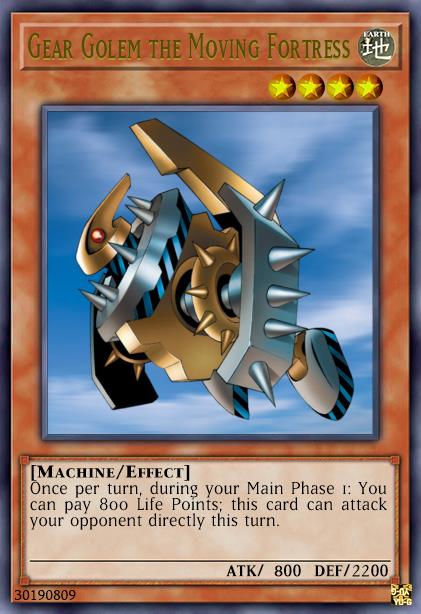 Gear Golem the Moving Fortress
EARTH
地
[Machine/Effect]
Once per turn, during your Main Phase 1: You
can pay 800 Life Points; this card can attack
your opponent directly this turn.
ATK/ 800 DEF/2200
30190809